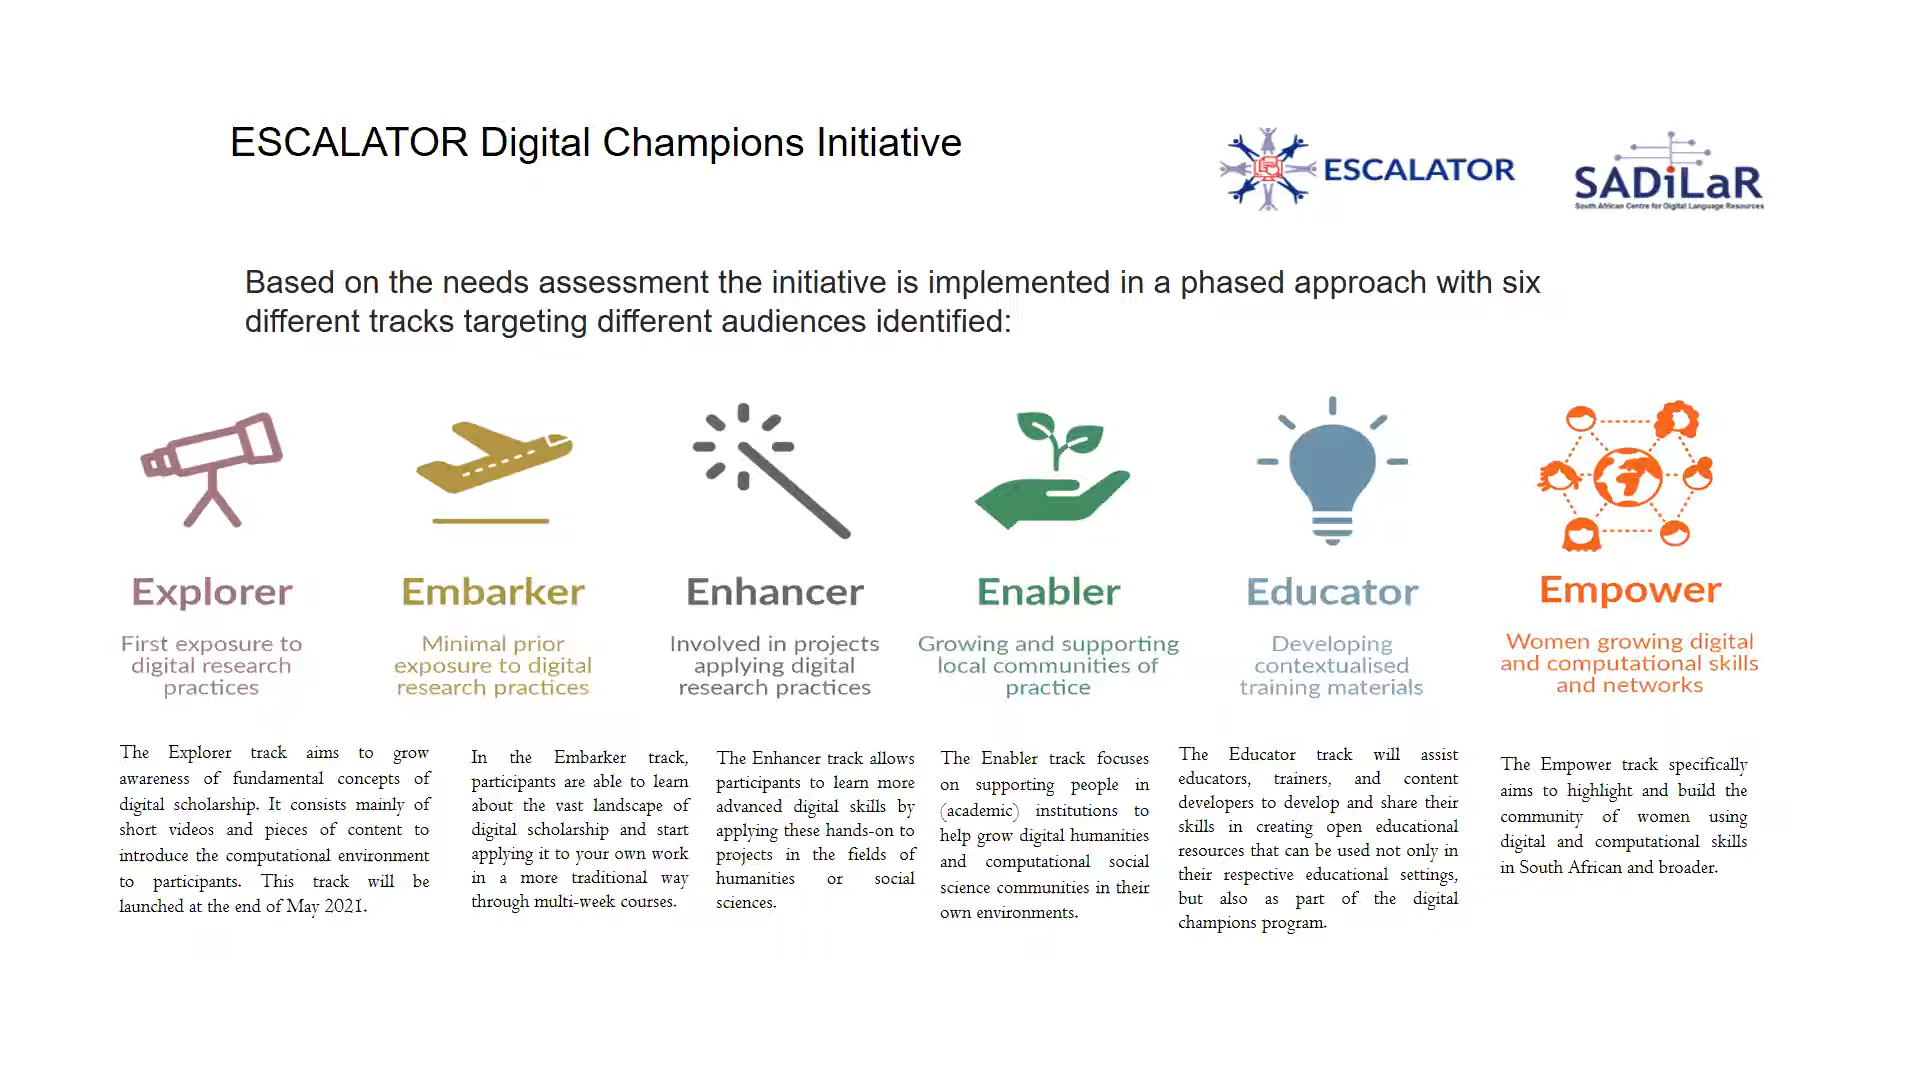 ESCALATOR Digital Champions Initiative
ESCALATOR
SADiLaR
South African Centre for Digital Language Resources
Based on the needs assessment the initiative is implemented in a phased approach with six
different tracks targeting different audiences identified:
Explorer
First exposure to
digital research
practices
The Explorer track aims to grow
awareness of fundamental concepts of
digital scholarship. It consists mainly of
short videos and pieces of content to
introduce the computational environment
to participants. This track will be
launched at the end of May 2021.
Embarker
Minimal prior
exposure to digital
research practices
In the Embarker track,
participants are able to learn
about the vast landscape of
digital scholarship and start
applying it to your own work
in a more traditional way
through multi-week courses.
Enhancer
Involved in projects
applying digital
research practices
The Enhancer track allows
participants to learn more
advanced digital skills by
applying these hands-on to
projects in the fields of
humanities or social
sciences.
Enabler
Growing and supporting
local communities of
practice
The Enabler track focuses
on supporting people in
(academic) institutions to
help grow digital humanities
and computational social
science communities in their
own environments.
Educator
Developing
contextualised
training materials
The Educator track will assist
educators, trainers, and content
developers to develop and share their
skills in creating open educational
resources that can be used not only in
their respective educational settings,
but also as part of the digital
champions program.
Empower
Women growing digital
and computational skills
and networks
The Empower track specifically
aims to highlight and build the
community of women using
digital and computational skills
in South African and broader.